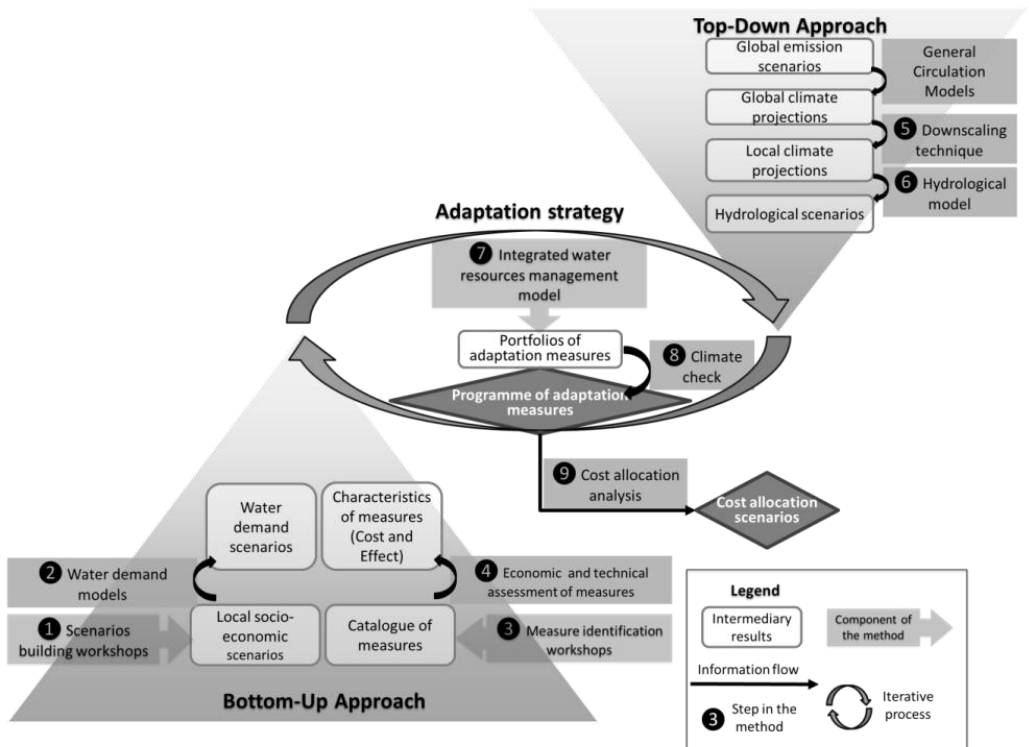 Top-Down Approach
Global emission
scenarios
General
Circulation
Models
Global climate
projections
5 Downscaling
technique
Local climate
projections
6 Hydrological
model
Hydrological scenarios
Adaptation strategy
7 Integrated water
resources management
model
Portfolios of
adaptation measures
8 Climate
check
Programme of adaptation
measures
9 Cost allocation
analysis
Cost allocation
scenarios
Water
demand
scenarios
Characteristics
of measures
(Cost and
Effect)
2 Water demand
models
4 Economic and technical
assessment of measures
1 Scenarios
building workshops
Local socio-
economic
scenarios
Catalogue of
measures
3 Measure identification
workshops
Bottom-Up Approach
Legend
Intermediary
results
Component of
the method
Information flow
3 Step in the
method
Iterative
process